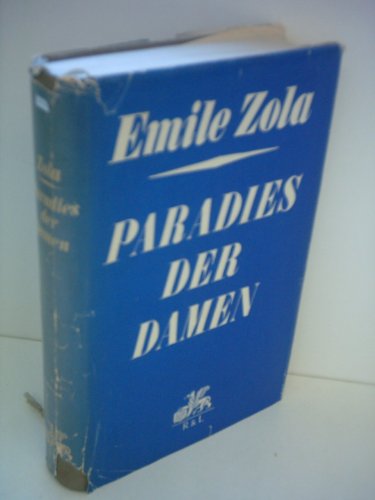 Emile Zola
PARADIES
DER
DAMEN
R&L
Zola
Paradies
der
Damen